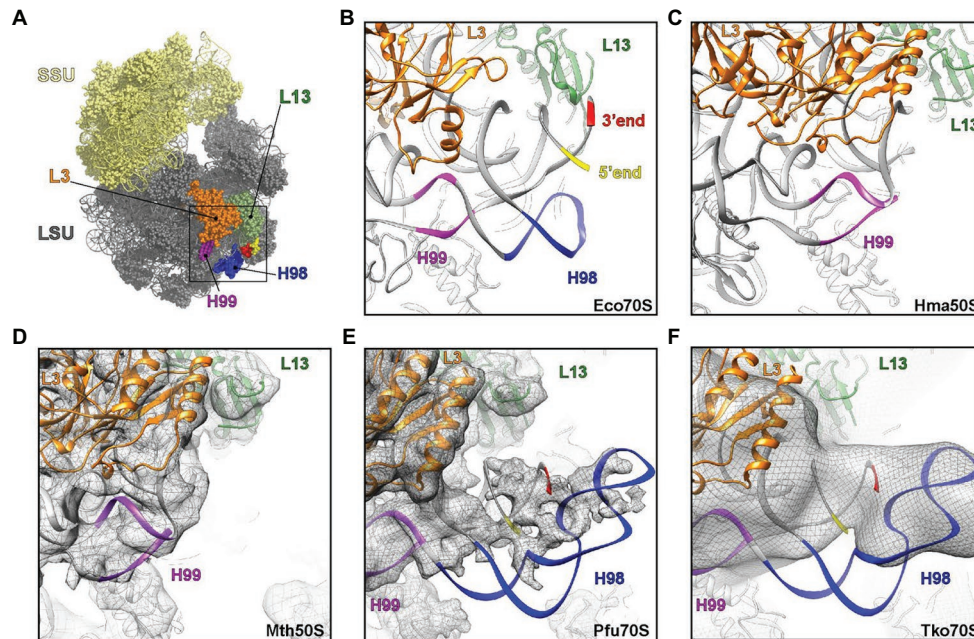 A
SSU
L13
L3
LSU
H99
H98
B
L3
L13
3'end
5'end
H99
H98
Eco70S
C
L3
L13
H99
Hma50S
D
L3
L13
H99
Mth50S
E
L3
L13
H99
H98
Pfu70S
F
L3
L13
H99
H98
Tko70S